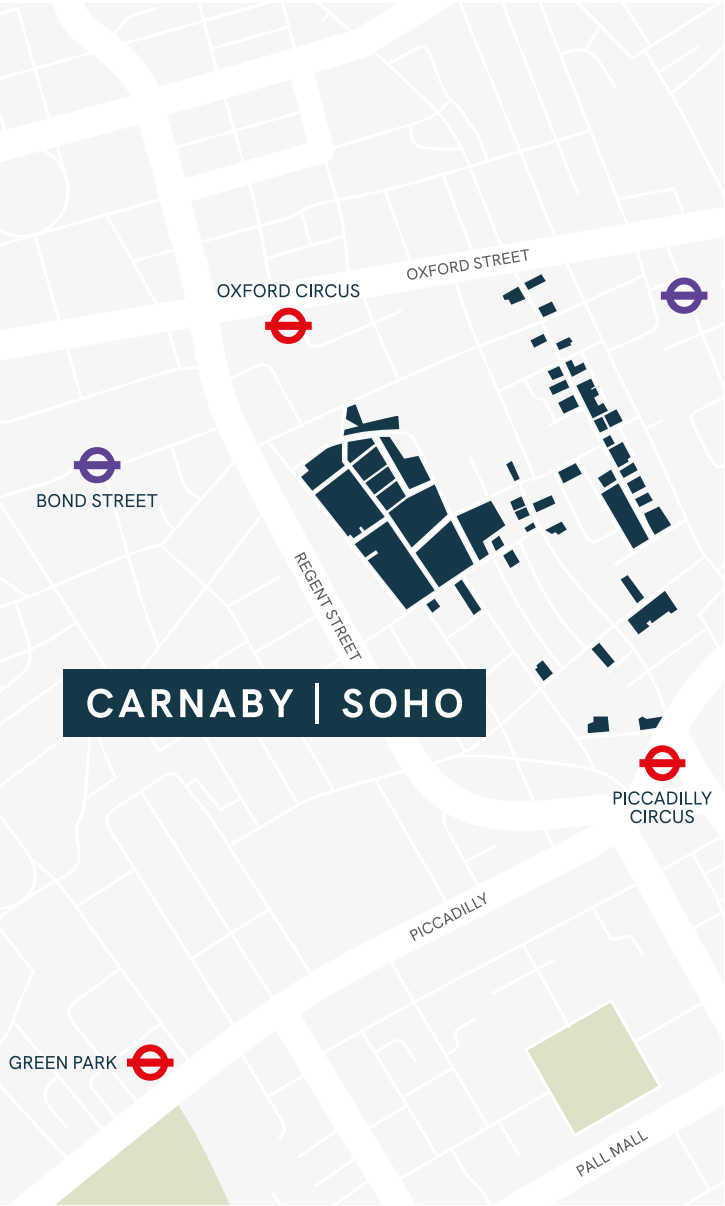 OXFORD STREET
OXFORD CIRCUS
BOND STREET
REGENT STREET
CARNABY | SOHO
PICCADILLY
CIRCUS
PICCADILLY
GREEN PARK
PALL MALL